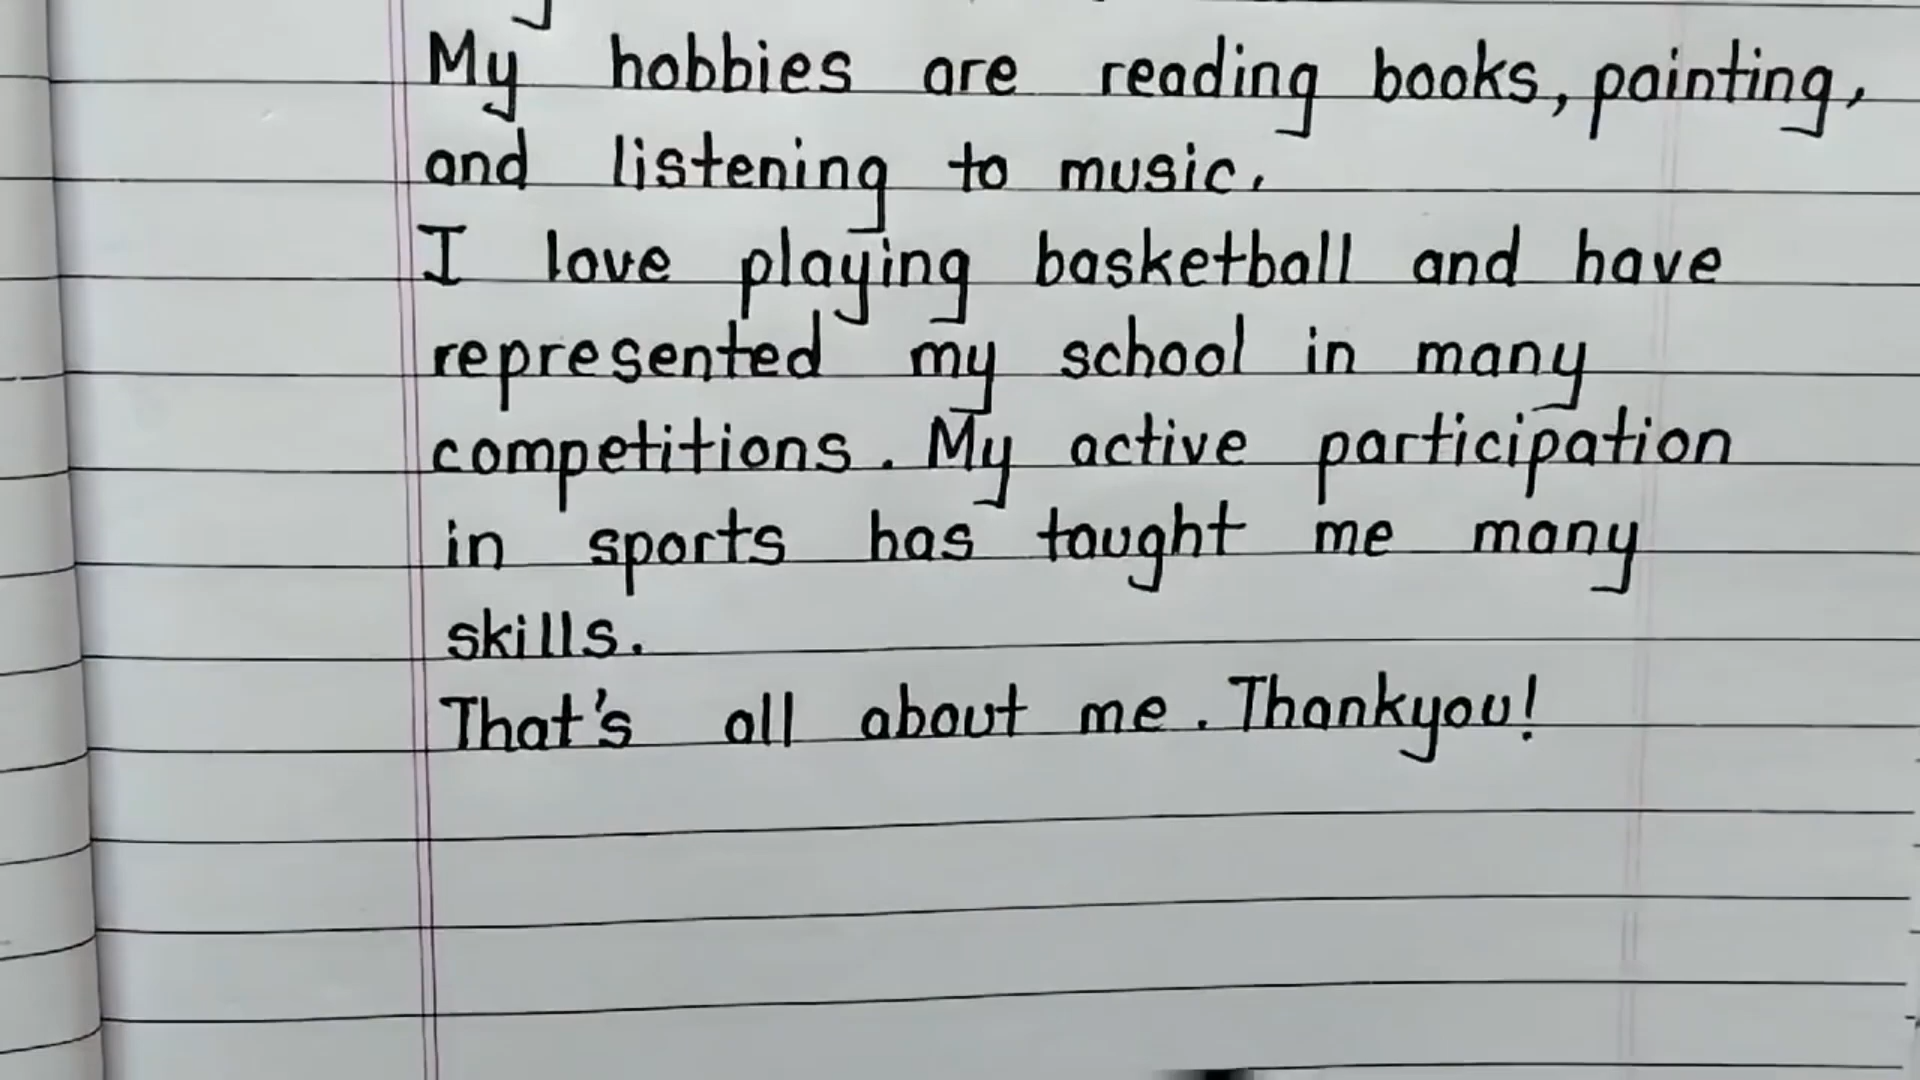 My hobbies are reading books, painting,
and listening to music.
I love playing basketball and have
represented my school in many
competitions. My active participation
in sports has taught me many
skills.
That's all about me. Thankyou!